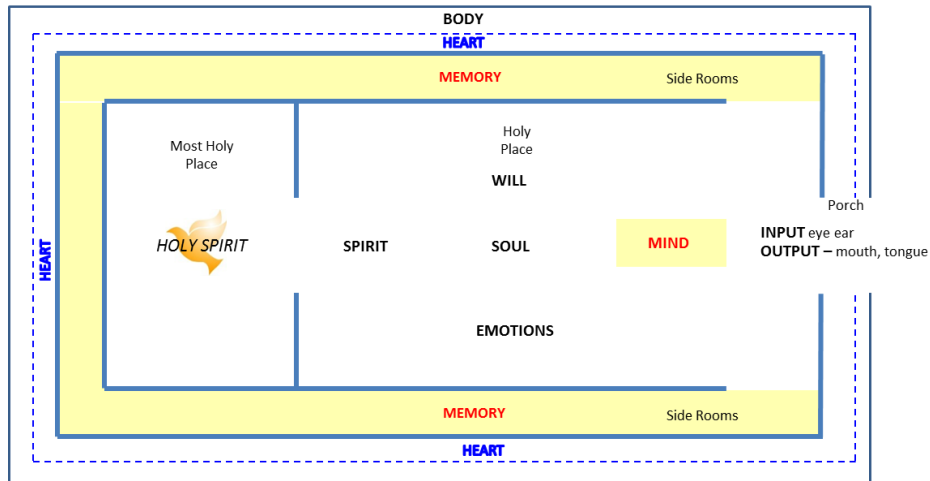 BODY
HEART
MEMORY
Side Rooms
Most Holy
Place
Holy
Place
WILL
Porch
HEART
HOLY SPIRIT
SPIRIT
SOUL
MIND
INPUT eye ear
OUTPUT – mouth, tongue
EMOTIONS
MEMORY
Side Rooms
HEART